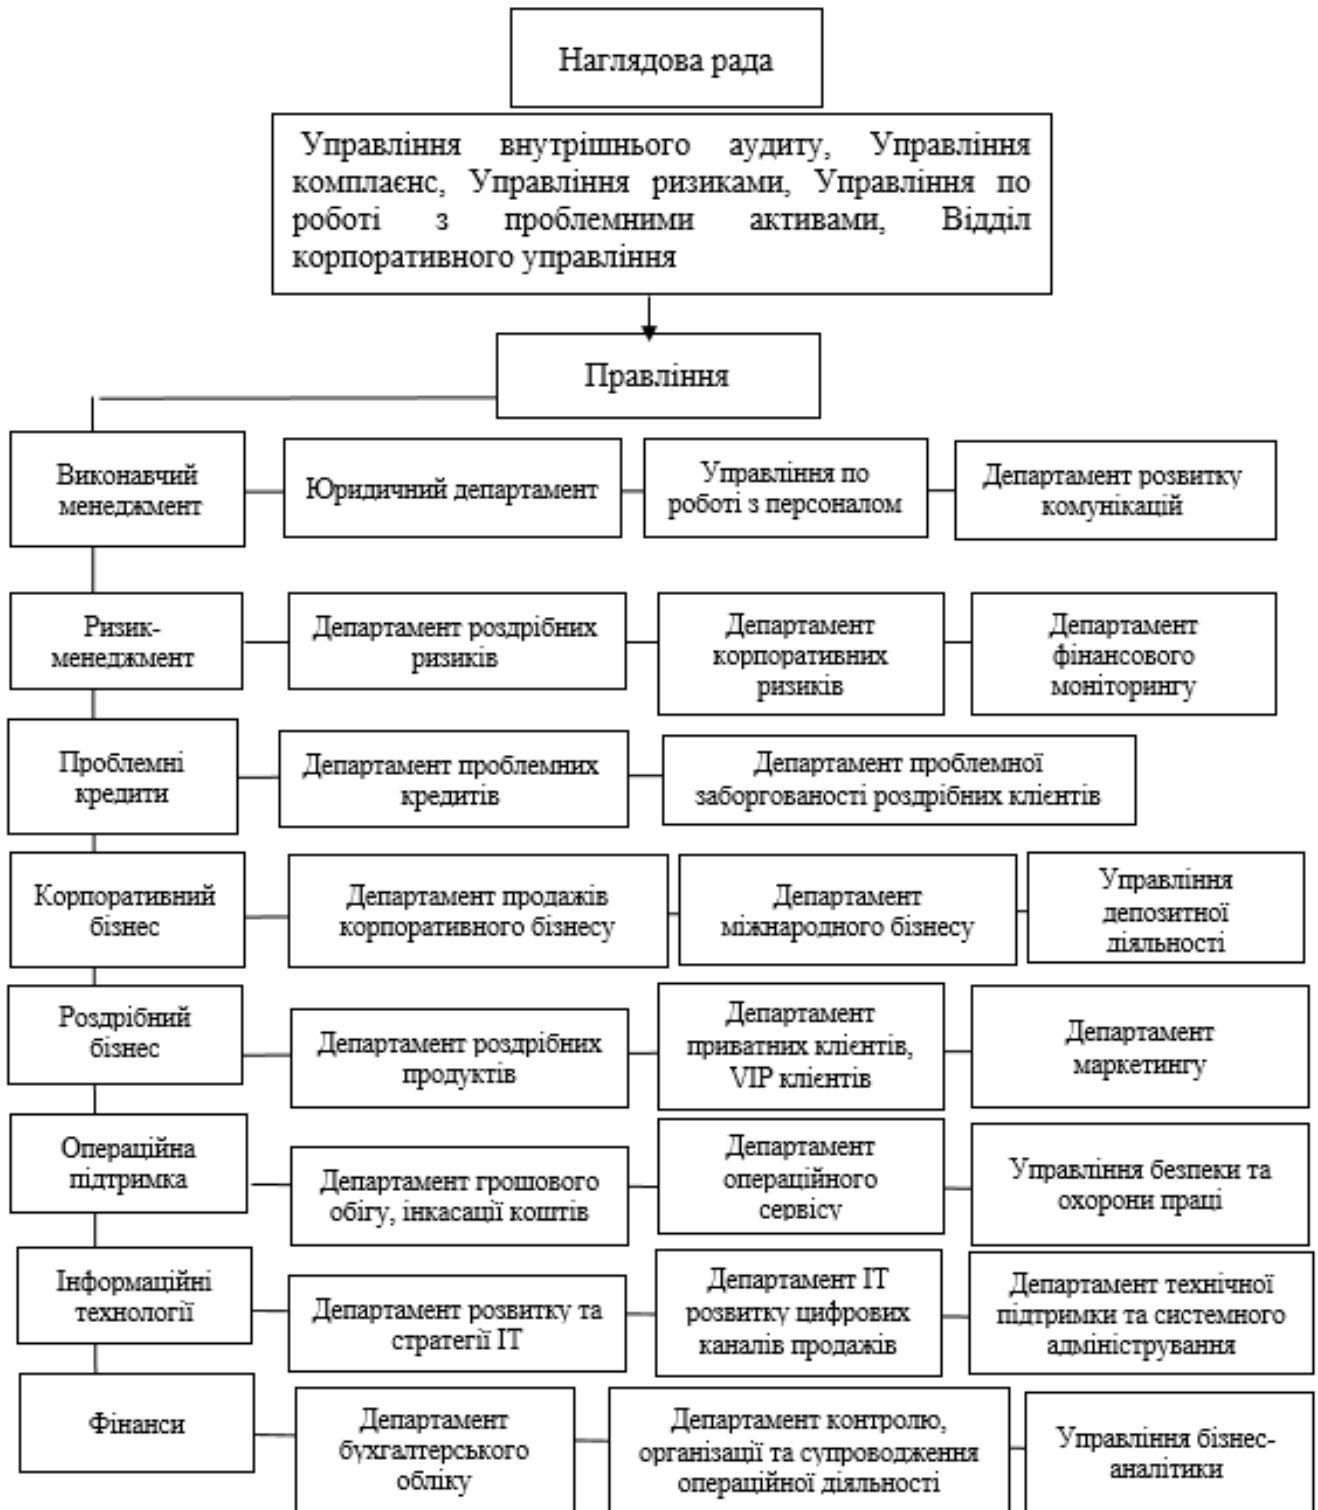 Наглядова рада
Управління внутрішнього аудиту, Управління
комплаєнс, Управління ризиками, Управління по
роботі з проблемними активами, Відділ
корпоративного управління
Правління
Виконавчий
менеджмент
Юридичний департамент
Управління по
роботі з персоналом
Департамент розвитку
комунікацій
Ризик-
менеджмент
Департамент роздрібних
ризиків
Департамент
корпоративних
ризиків
Департамент
фінансового
моніторингу
Проблемні
кредити
Департамент проблемних
кредитів
Департамент проблемної
заборгованості роздрібних клієнтів
Корпоративний
бізнес
Департамент продажів
корпоративного бізнесу
Департамент
міжнародного бізнесу
Управління
депозитної
діяльності
Роздрібний
бізнес
Департамент роздрібних
продуктів
Департамент
приватних клієнтів,
VIP клієнтів
Департамент
маркетингу
Операційна
підтримка
Департамент грошового
обігу, інкасації коштів
Департамент
операційного
сервісу
Управління безпеки та
охорони праці
Інформаційні
технології
Департамент розвитку та
стратегії ІТ
Департамент ІТ
розвитку цифрових
каналів продажів
Департамент технічної
підтримки та системного
адміністрування
Фінанси
Департамент
бухгалтерського
обліку
Департамент контролю,
організації та супроводження
операційної діяльності
Управління бізнес-
аналітики